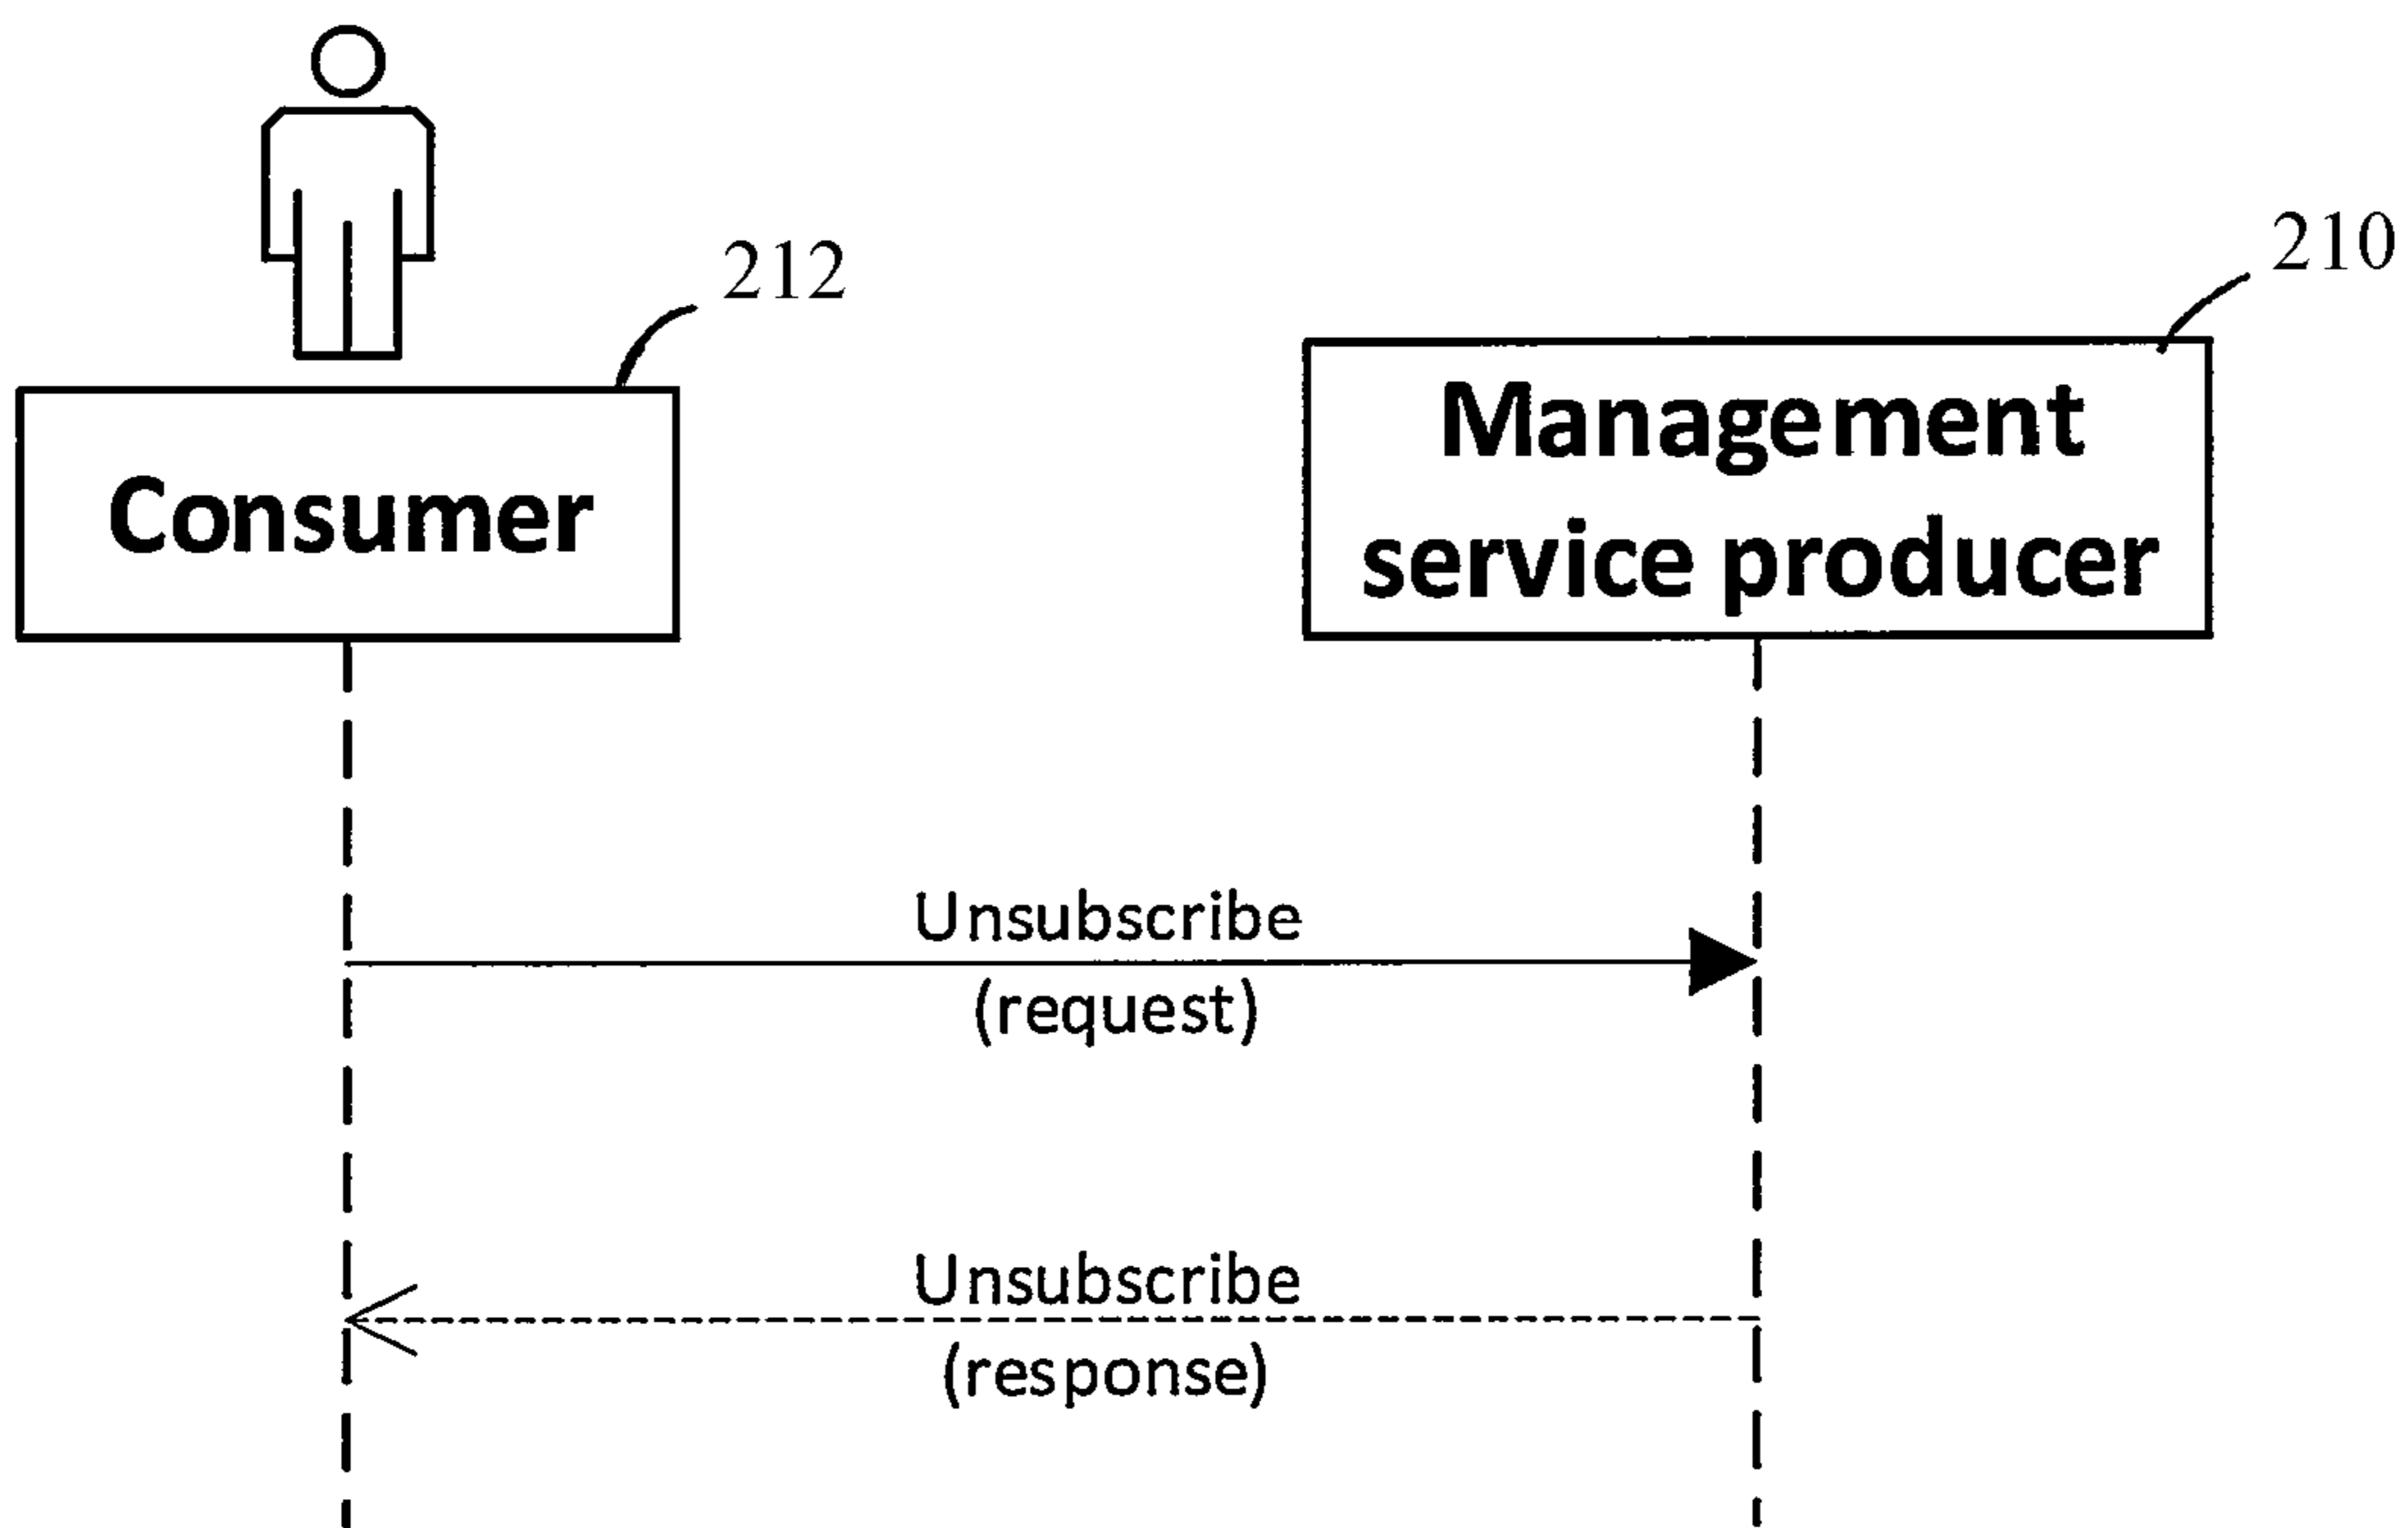 212
210
Consumer
Management
service producer
Unsubscribe
(request)
Unsubscribe
(response)